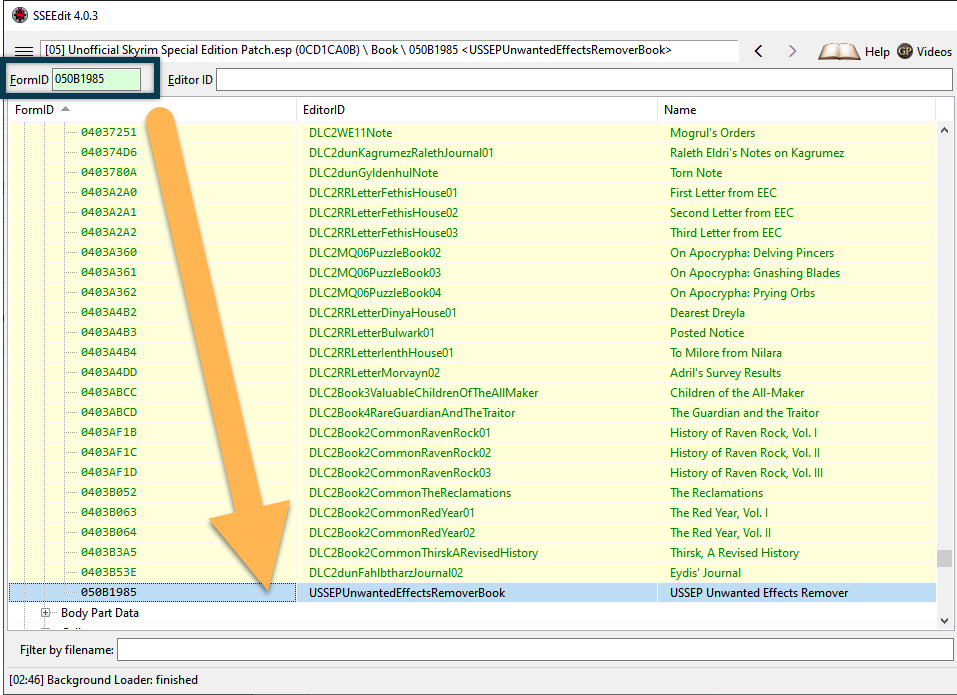 SSEEdit 4.0.3
[05] Unofficial Skyrim Special Edition Patch.esp (0CD1CA0B) \ Book \ 050B1985 <USSEPUnwantedEffectsRemoverBook>
Help GP Videos
FormID 050B1985 Editor ID
FormID EditorID Name
04037251 DLC2WE11Note Mogrul's Orders
040374D6 DLC2dunKagrumezRalethJournal01 Raleth Eldri's Notes on Kagrumez
0403780A DLC2dunGyldenhulNote Torn Note
0403A2A0 DLC2RRLetterFethisHouse01 First Letter from EEC
0403A2A1 DLC2RRLetterFethisHouse02 Second Letter from EEC
0403A2A2 DLC2RRLetterFethisHouse03 Third Letter from EEC
0403A360 DLC2MQ06PuzzleBook02 On Apocrypha: Delving Pincers
0403A361 DLC2MQ06PuzzleBook03 On Apocrypha: Gnashing Blades
0403A362 DLC2MQ06PuzzleBook04 On Apocrypha: Prying Orbs
0403A4B2 DLC2RRLetterDinyaHouse01 Dearest Dreyla
0403A4B3 DLC2RRLetterBulwark01 Posted Notice
0403A4B4 DLC2RRLetterIenthHouse01 To Milore from Nilara
0403A4DD DLC2RRLetterMorvayn02 Adril's Survey Results
0403ABCC DLC2Book3ValuableChildrenOfTheAllMaker Children of the All-Maker
0403ABCD DLC2Book4RareGuardianAndTheTraitor The Guardian and the Traitor
0403AF1B DLC2Book2CommonRavenRock01 History of Raven Rock, Vol. I
0403AF1C DLC2Book2CommonRavenRock02 History of Raven Rock, Vol. II
0403AF1D DLC2Book2CommonRavenRock03 History of Raven Rock, Vol. III
0403B052 DLC2Book2CommonTheReclamations The Reclamations
0403B063 DLC2Book2CommonRedYear01 The Red Year, Vol. I
0403B064 DLC2Book2CommonRedYear02 The Red Year, Vol. II
0403B3A5 DLC2Book2CommonThirskARevisedHistory Thirsk, A Revised History
0403B53E DLC2dunFahlbtharzJournal02 Eydis' Journal
050B1985 USSEPUnwantedEffectsRemoverBook USSEP Unwanted Effects Remover
Body Part Data
Filter by filename:
[02:46] Background Loader: finished